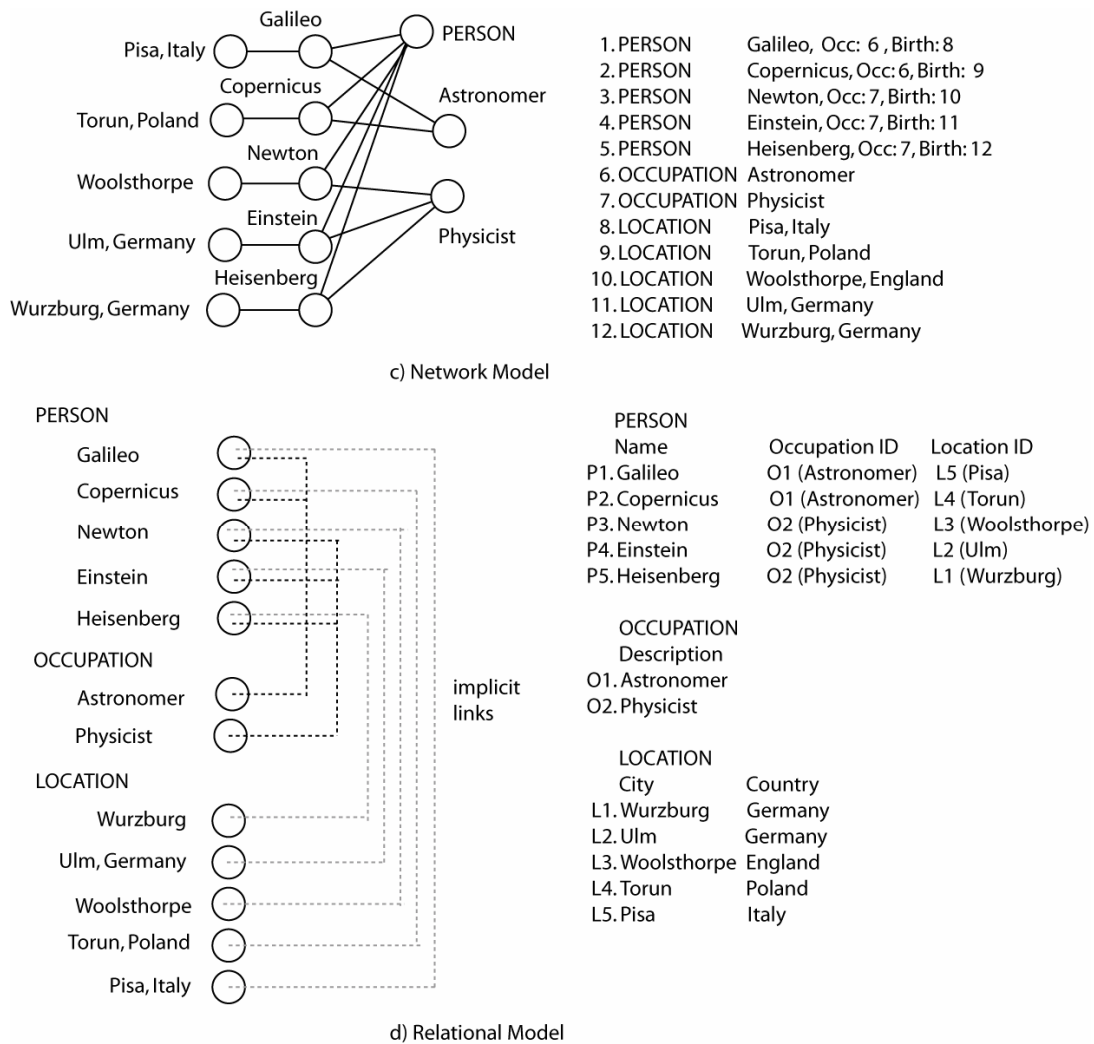 Galileo
PERSON
Pisa, Italy
Copernicus
Astronomer
Torun, Poland
Newton
Woolsthorpe
Einstein
Physicist
Ulm, Germany
Heisenberg
Wurzburg, Germany
1. PERSON Galileo, Occ: 6 , Birth: 8
2. PERSON Copernicus, Occ: 6, Birth: 9
3. PERSON Newton, Occ: 7, Birth: 10
4. PERSON Einstein, Occ: 7, Birth: 11
5. PERSON Heisenberg, Occ: 7, Birth: 12
6. OCCUPATION Astronomer
7. OCCUPATION Physicist
8. LOCATION Pisa, Italy
9. LOCATION Torun, Poland
10. LOCATION Woolsthorpe, England
11. LOCATION Ulm, Germany
12. LOCATION Wurzburg, Germany
c) Network Model
PERSON
Galileo
Copernicus
Newton
Einstein
Heisenberg
OCCUPATION
Astronomer
Physicist
LOCATION
Wurzburg
Ulm, Germany
Woolsthorpe
Torun, Poland
Pisa, Italy
implicit
links
PERSON
Name Occupation ID Location ID
P1. Galileo O1 (Astronomer) L5 (Pisa)
P2. Copernicus O1 (Astronomer) L4 (Torun)
P3. Newton O2 (Physicist) L3 (Woolsthorpe)
P4. Einstein O2 (Physicist) L2 (Ulm)
P5. Heisenberg O2 (Physicist) L1 (Wurzburg)
OCCUPATION
Description
O1. Astronomer
O2. Physicist
LOCATION
City Country
L1. Wurzburg Germany
L2. Ulm Germany
L3. Woolsthorpe England
L4. Torun Poland
L5. Pisa Italy
d) Relational Model